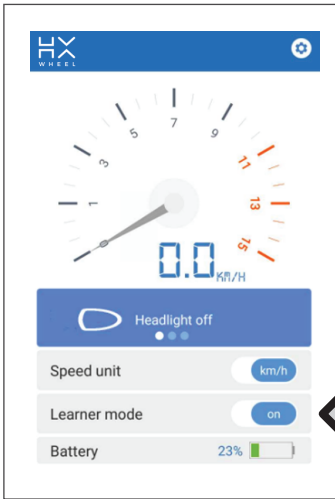 HX
WHEEL
1
3
5
7
9
11
13
15
0.0 KM/H
Headlight off
Speed unit km/h
Learner mode on
Battery 23%